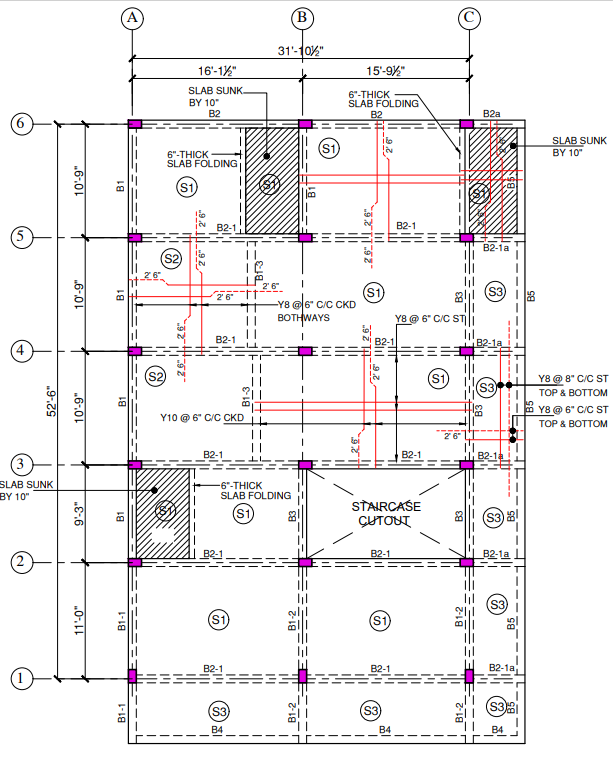 A
B
C
31'-10½"
16'-1½"
15'-9½"
SLAB SUNK
BY 10"
6"-THICK
SLAB FOLDING
6
B2
B2
B2a
SLAB SUNK
BY 10"
6"-THICK
SLAB FOLDING
S1
2' 6"
2' 6"
10'-9"
B1
S1
S1
B1
S1
B5
2' 6"
2' 6"
2' 6"
5
B2-1
B2-1
B2-1a
S2
2' 6"
B1-3
10'-9"
B1
2' 6"
2' 6"
2' 6"
S1
B3
S3
B5
Y8 @ 6" C/C CKD
BOTHWAYS
Y8 @ 6" C/C ST
2' 6"
2' 6"
4
B2-1
B2-1
B2-1a
52'-6"
S2
2' 6"
S1
S3
Y8 @ 8" C/C ST
TOP & BOTTOM
10'-9"
B1
B1-3
B3
B5
Y8 @ 6" C/C ST
TOP & BOTTOM
Y10 @ 6" C/C CKD
2' 6"
2' 6"
3
B2-1
B2-1
B2-1a
SLAB SUNK
BY 10"
6"-THICK
SLAB FOLDING
9'-3"
B1
S1
S1
B3
STAIRCASE
CUTOUT
B3
S3
B5
2
B2-1
B2-1
B2-1a
11'-0"
B1-1
S1
B1-2
S1
B1-2
S3
B5
1
B2-1
B2-1
B2-1a
B1-1
S3
B1-2
S3
B1-2
S3
B5
B4
B4
B4